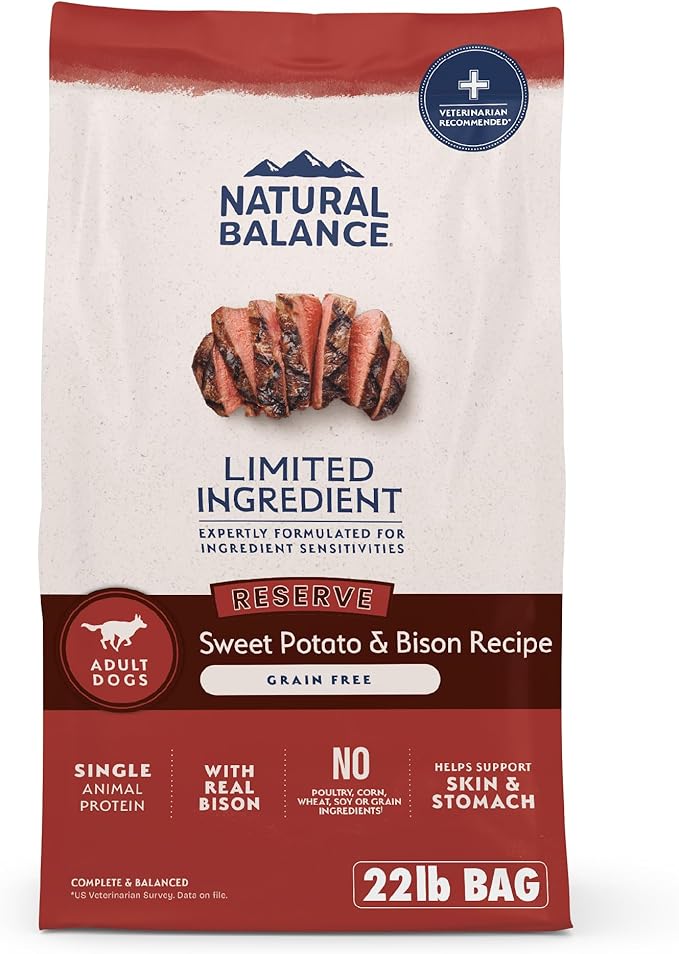 VETERINARIAN
RECOMMENDED*
NATURAL
BALANCE®
LIMITED
INGREDIENT
EXPERTLY FORMULATED FOR
INGREDIENT SENSITIVITIES
RESERVE
Sweet Potato & Bison Recipe
GRAIN FREE
ADULT
DOGS
SINGLE
ANIMAL
PROTEIN
WITH
REAL
BISON
NO
POULTRY, CORN,
WHEAT, SOY OR GRAIN
INGREDIENTS†
HELPS SUPPORT
SKIN &
STOMACH
COMPLETE & BALANCED
*US Veterinarian Survey. Data on file.
22lb BAG